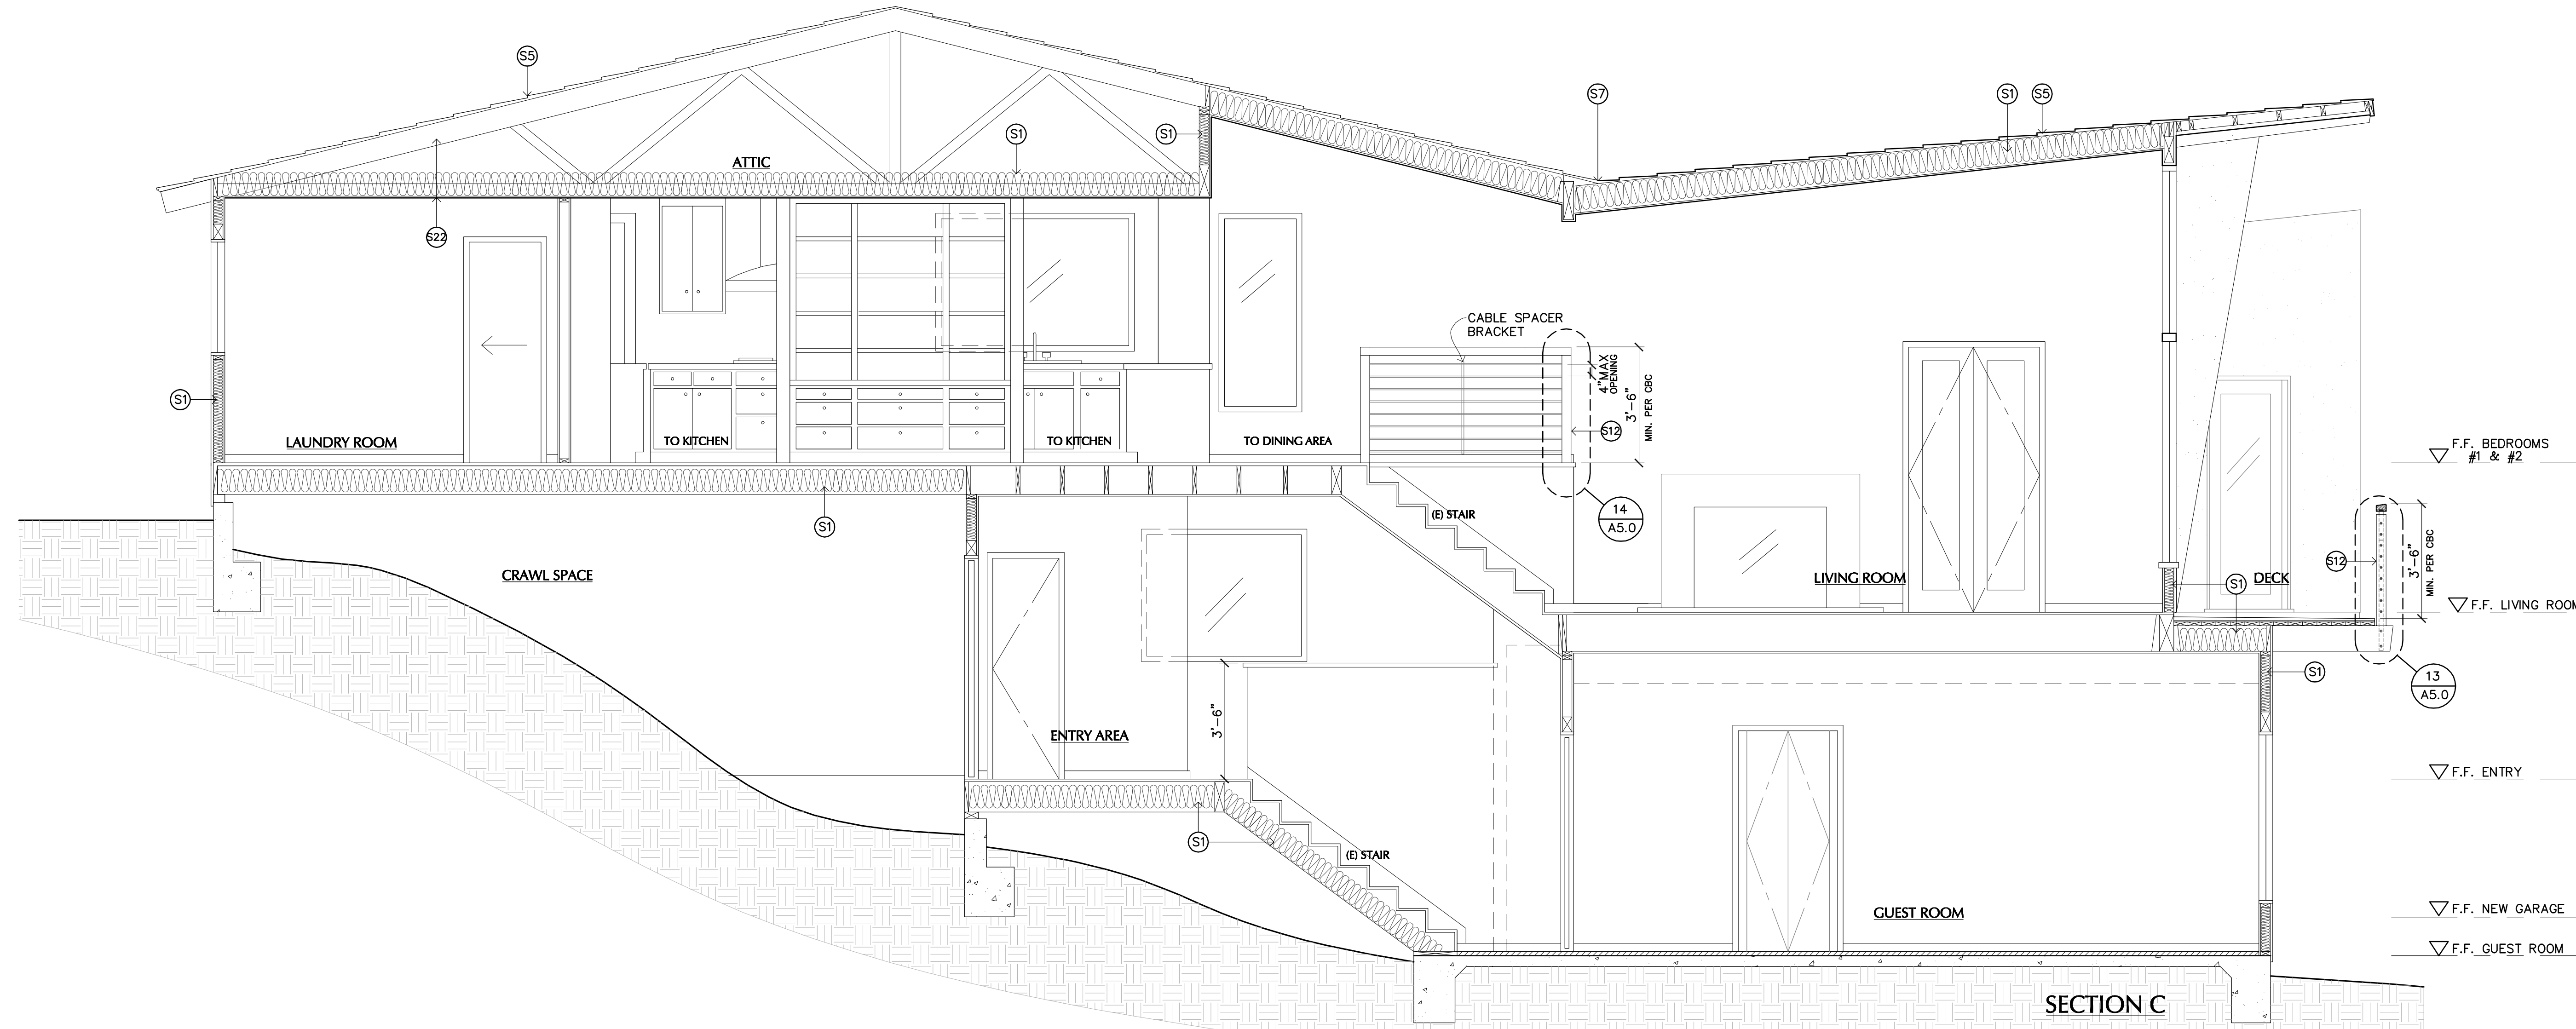 S5
S7
S1
S5
S1
S1
ATTIC
S22
CABLE SPACER
BRACKET
4" MAX
OPENING
3'-6"
MIN. PER CBC
S1
S12
LAUNDRY ROOM
TO KITCHEN
TO KITCHEN
TO DINING AREA
F.F. BEDROOMS
#1 & #2
S1
(E) STAIR
14
A5.0
CRAWL SPACE
LIVING ROOM
S1
DECK
S12
3'-6"
MIN. PER CBC
F.F. LIVING ROOM
S1
13
A5.0
3'-6"
ENTRY AREA
F.F. ENTRY
S1
(E) STAIR
GUEST ROOM
F.F. NEW GARAGE
F.F. GUEST ROOM
SECTION C